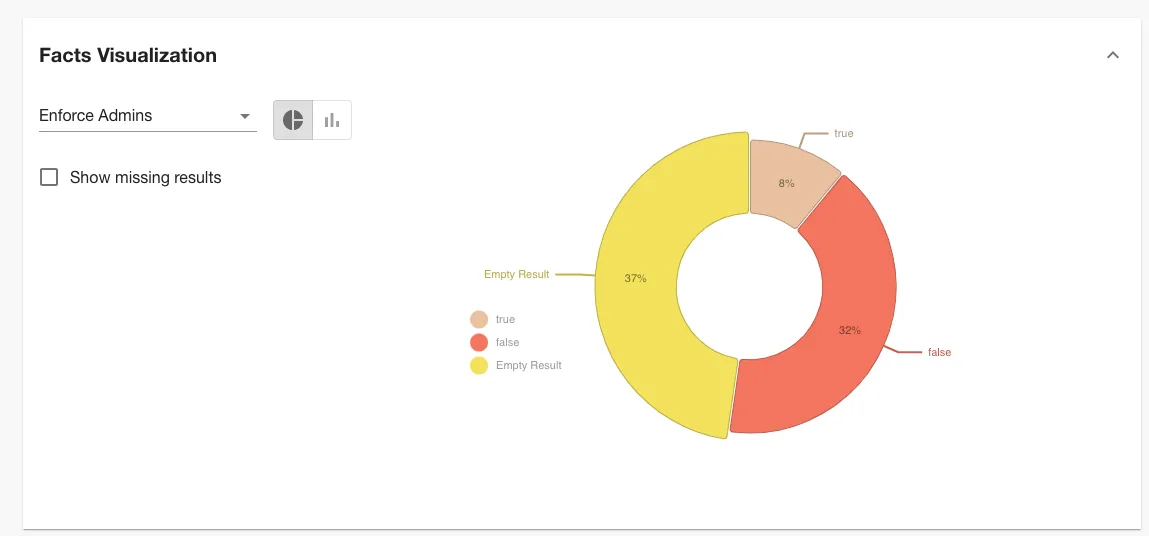 Facts Visualization
Enforce Admins
Show missing results
true
8%
Empty Result
37%
32%
false
true
false
Empty Result